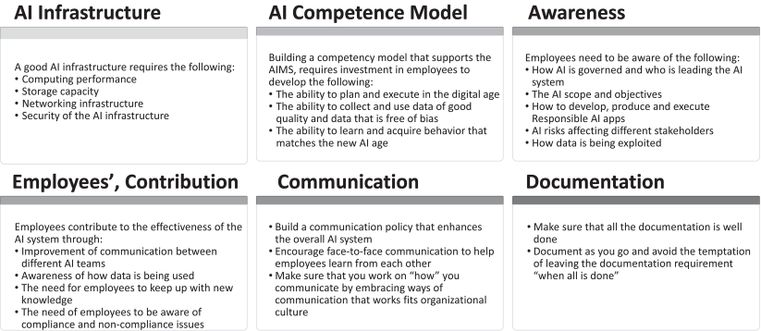 AI Infrastructure
A good AI infrastructure requires the following:
• Computing performance
• Storage capacity
• Networking infrastructure
• Security of the AI infrastructure
AI Competence Model
Building a competency model that supports the
AIMS, requires investment in employees to
develop the following:
• The ability to plan and execute in the digital age
• The ability to collect and use data of good
quality and data that is free of bias
• The ability to learn and acquire behavior that
matches the new AI age
Awareness
Employees need to be aware of the following:
• How AI is governed and who is leading the AI
system
• The AI scope and objectives
• How to develop, produce and execute
Responsible AI apps
• AI risks affecting different stakeholders
• How data is being exploited
Employees', Contribution
Employees contribute to the effectiveness of the
AI system through:
• Improvement of communication between
different AI teams
• Awareness of how data is being used
• The need for employees to keep up with new
knowledge
• The need of employees to be aware of
compliance and non-compliance issues
Communication
• Build a communication policy that enhances
the overall AI system
• Encourage face-to-face communication to help
employees learn from each other
• Make sure that you work on "how" you
communicate by embracing ways of
communication that works fits organizational
culture
Documentation
• Make sure that all the documentation is well
done
• Document as you go and avoid the temptation
of leaving the documentation requirement
"when all is done"